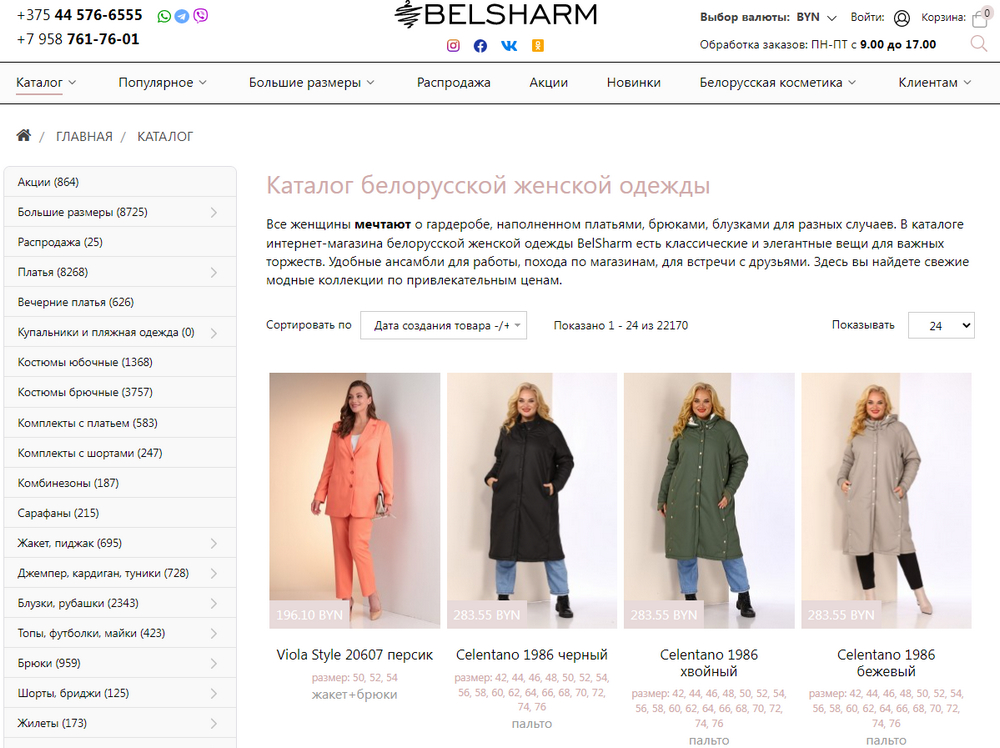 +375 44 576-6555
+7 958 761-76-01
BELSHARM
Выбор валюты: BYN
Войти:
Корзина:
0
Обработка заказов: ПН-ПТ с 9.00 до 17.00
Каталог
Популярное
Большие размеры
Распродажа
Акции
Новинки
Белорусская косметика
Клиентам
/ ГЛАВНАЯ / КАТАЛОГ
Акции (864)
Большие размеры (8725)
Распродажа (25)
Платья (8268)
Вечерние платья (626)
Купальники и пляжная одежда (0)
Костюмы юбочные (1368)
Костюмы брючные (3757)
Комплекты с платьем (583)
Комплекты с шортами (247)
Комбинезоны (187)
Сарафаны (215)
Жакет, пиджак (695)
Джемпер, кардиган, туники (728)
Блузки, рубашки (2343)
Топы, футболки, майки (423)
Брюки (959)
Шорты, бриджи (125)
Жилеты (173)
Каталог белорусской женской одежды
Все женщины мечтают о гардеробе, наполненном платьями, брюками, блузками для разных случаев. В каталоге
интернет-магазина белорусской женской одежды BelSharm есть классические и элегантные вещи для важных
торжеств. Удобные ансамбли для работы, похода по магазинам, для встречи с друзьями. Здесь вы найдете свежие
модные коллекции по привлекательным ценам.
Сортировать по
Дата создания товара -/+
Показано 1 - 24 из 22170
Показывать
24
196.10 BYN
283.55 BYN
283.55 BYN
283.55 BYN
Viola Style 20607 персик
размер: 50, 52, 54
жакет+брюки
Celentano 1986 черный
размер: 42, 44, 46, 48, 50, 52, 54,
56, 58, 60, 62, 64, 66, 68, 70, 72,
74, 76
пальто
Celentano 1986
хвойный
размер: 42, 44, 46, 48, 50, 52, 54,
56, 58, 60, 62, 64, 66, 68, 70, 72,
74, 76
пальто
Celentano 1986
бежевый
размер: 42, 44, 46, 48, 50, 52, 54,
56, 58, 60, 62, 64, 66, 68, 70, 72,
74, 76
пальто